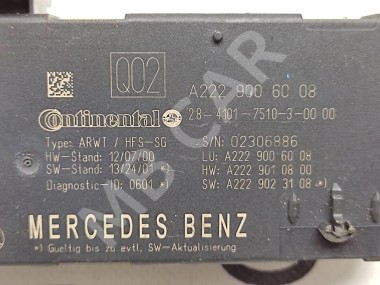 Q02
A222 900 60 08
Continental
28-4101-7510-3-00 00
Type: ARWT / HFS-SG
S/N: 02306886
HW-Stand: 12/07/00
LU: A222 900 60 08
SW-Stand: 13/24/01 *)
HW: A222 901 08 00
Diagnostic-ID: 0601 *)
SW: A222 902 31 08 *)
MERCEDES BENZ
*) Gueltig bis zu evtl. SW-Aktualisierung
MB CAR